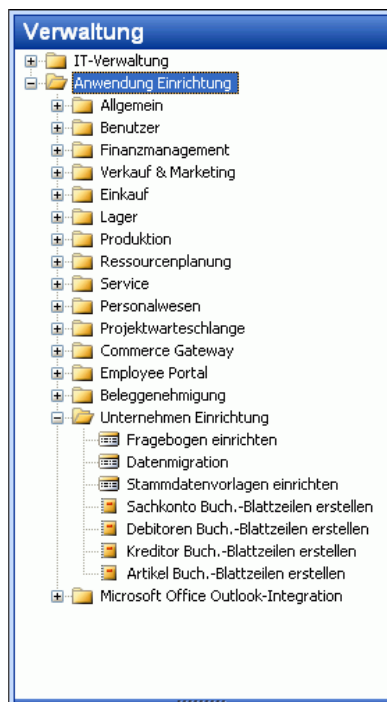 Verwaltung
IT-Verwaltung
Anwendung Einrichtung
Allgemein
Benutzer
Finanzmanagement
Verkauf & Marketing
Einkauf
Lager
Produktion
Ressourcenplanung
Service
Personalwesen
Projektwarteschlange
Commerce Gateway
Employee Portal
Beleggenehmigung
Unternehmen Einrichtung
Fragebogen einrichten
Datenmigration
Stammdatenvorlagen einrichten
Sachkonto Buch.-Blattzeilen erstellen
Debitoren Buch.-Blattzeilen erstellen
Kreditor Buch.-Blattzeilen erstellen
Artikel Buch.-Blattzeilen erstellen
Microsoft Office Outlook-Integration